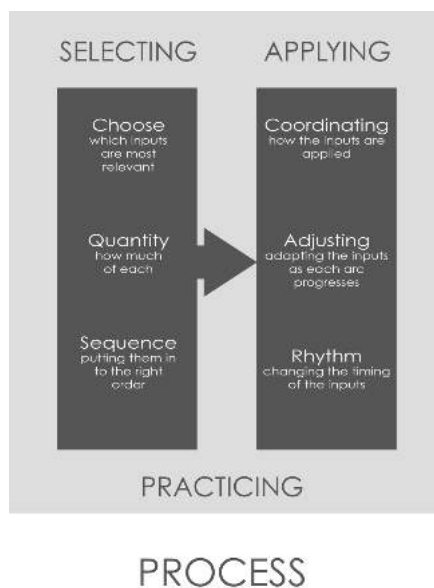 SELECTING
APPLYING
Choose
which inputs
are most
relevant
Quantity
how much
of each
Sequence
putting them in
to the right
order
Coordinating
how the inputs are
applied
Adjusting
adapting the inputs
as each arc
progresses
Rhythm
changing the timing
of the inputs
PRACTICING
PROCESS